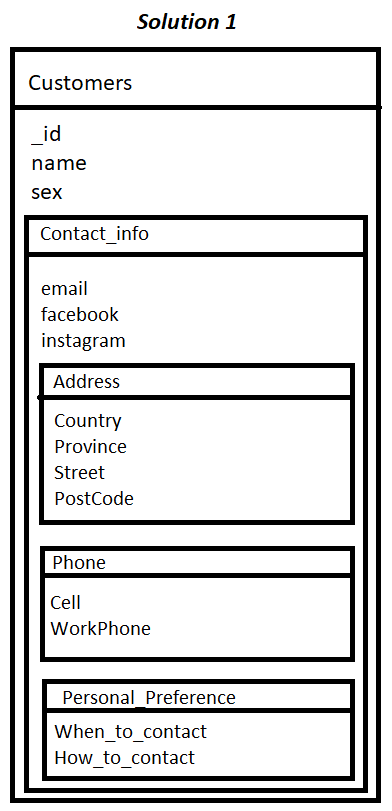 Solution 1
Customers
_id
name
sex
Contact_info
email
facebook
instagram
Address
Country
Province
Street
PostCode
Phone
Cell
WorkPhone
Personal_Preference
When_to_contact
How_to_contact